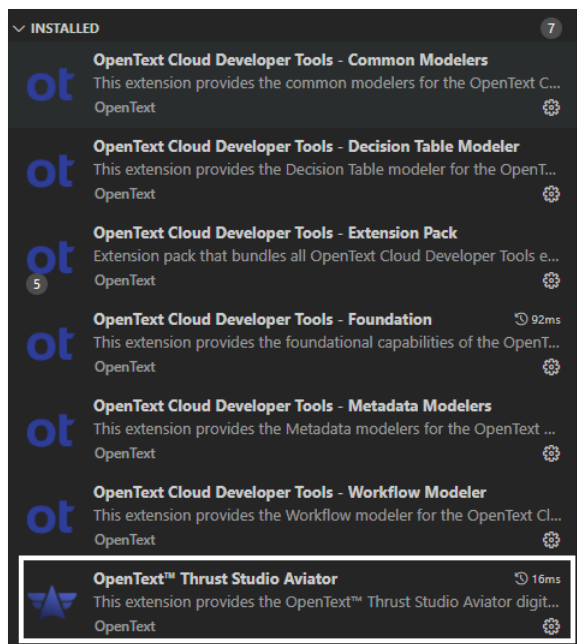 INSTALLED 7
OpenText Cloud Developer Tools - Common Modelers
This extension provides the common modelers for the OpenText C...
ot
OpenText
OpenText Cloud Developer Tools - Decision Table Modeler
This extension provides the Decision Table modeler for the OpenT...
ot
OpenText
OpenText Cloud Developer Tools - Extension Pack
Extension pack that bundles all OpenText Cloud Developer Tools e...
ot
5
OpenText
OpenText Cloud Developer Tools - Foundation 92ms
This extension provides the foundational capabilities of the OpenT...
ot
OpenText
OpenText Cloud Developer Tools - Metadata Modelers
This extension provides the Metadata modelers for the OpenText ...
ot
OpenText
OpenText Cloud Developer Tools - Workflow Modeler
This extension provides the Workflow modeler for the OpenText Cl...
ot
OpenText
OpenText™ Thrust Studio Aviator 16ms
This extension provides the OpenText™ Thrust Studio Aviator digit...
OpenText